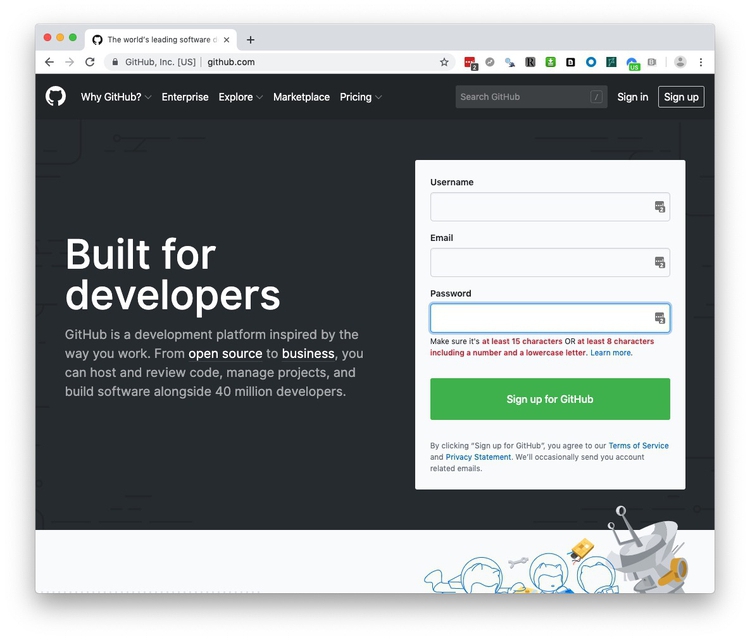 The world's leading software d
GitHub, Inc. [US] | github.com
2
US
Why GitHub? Enterprise Explore Marketplace Pricing
Search GitHub /
Sign in Sign up
Username
Email
Built for
developers
Password
GitHub is a development platform inspired by the
way you work. From open source to business, you
can host and review code, manage projects, and
build software alongside 40 million developers.
Make sure it's at least 15 characters OR at least 8 characters
including a number and a lowercase letter. Learn more.
Sign up for GitHub
By clicking “Sign up for GitHub”, you agree to our Terms of Service
and Privacy Statement. We'll occasionally send you account
related emails.